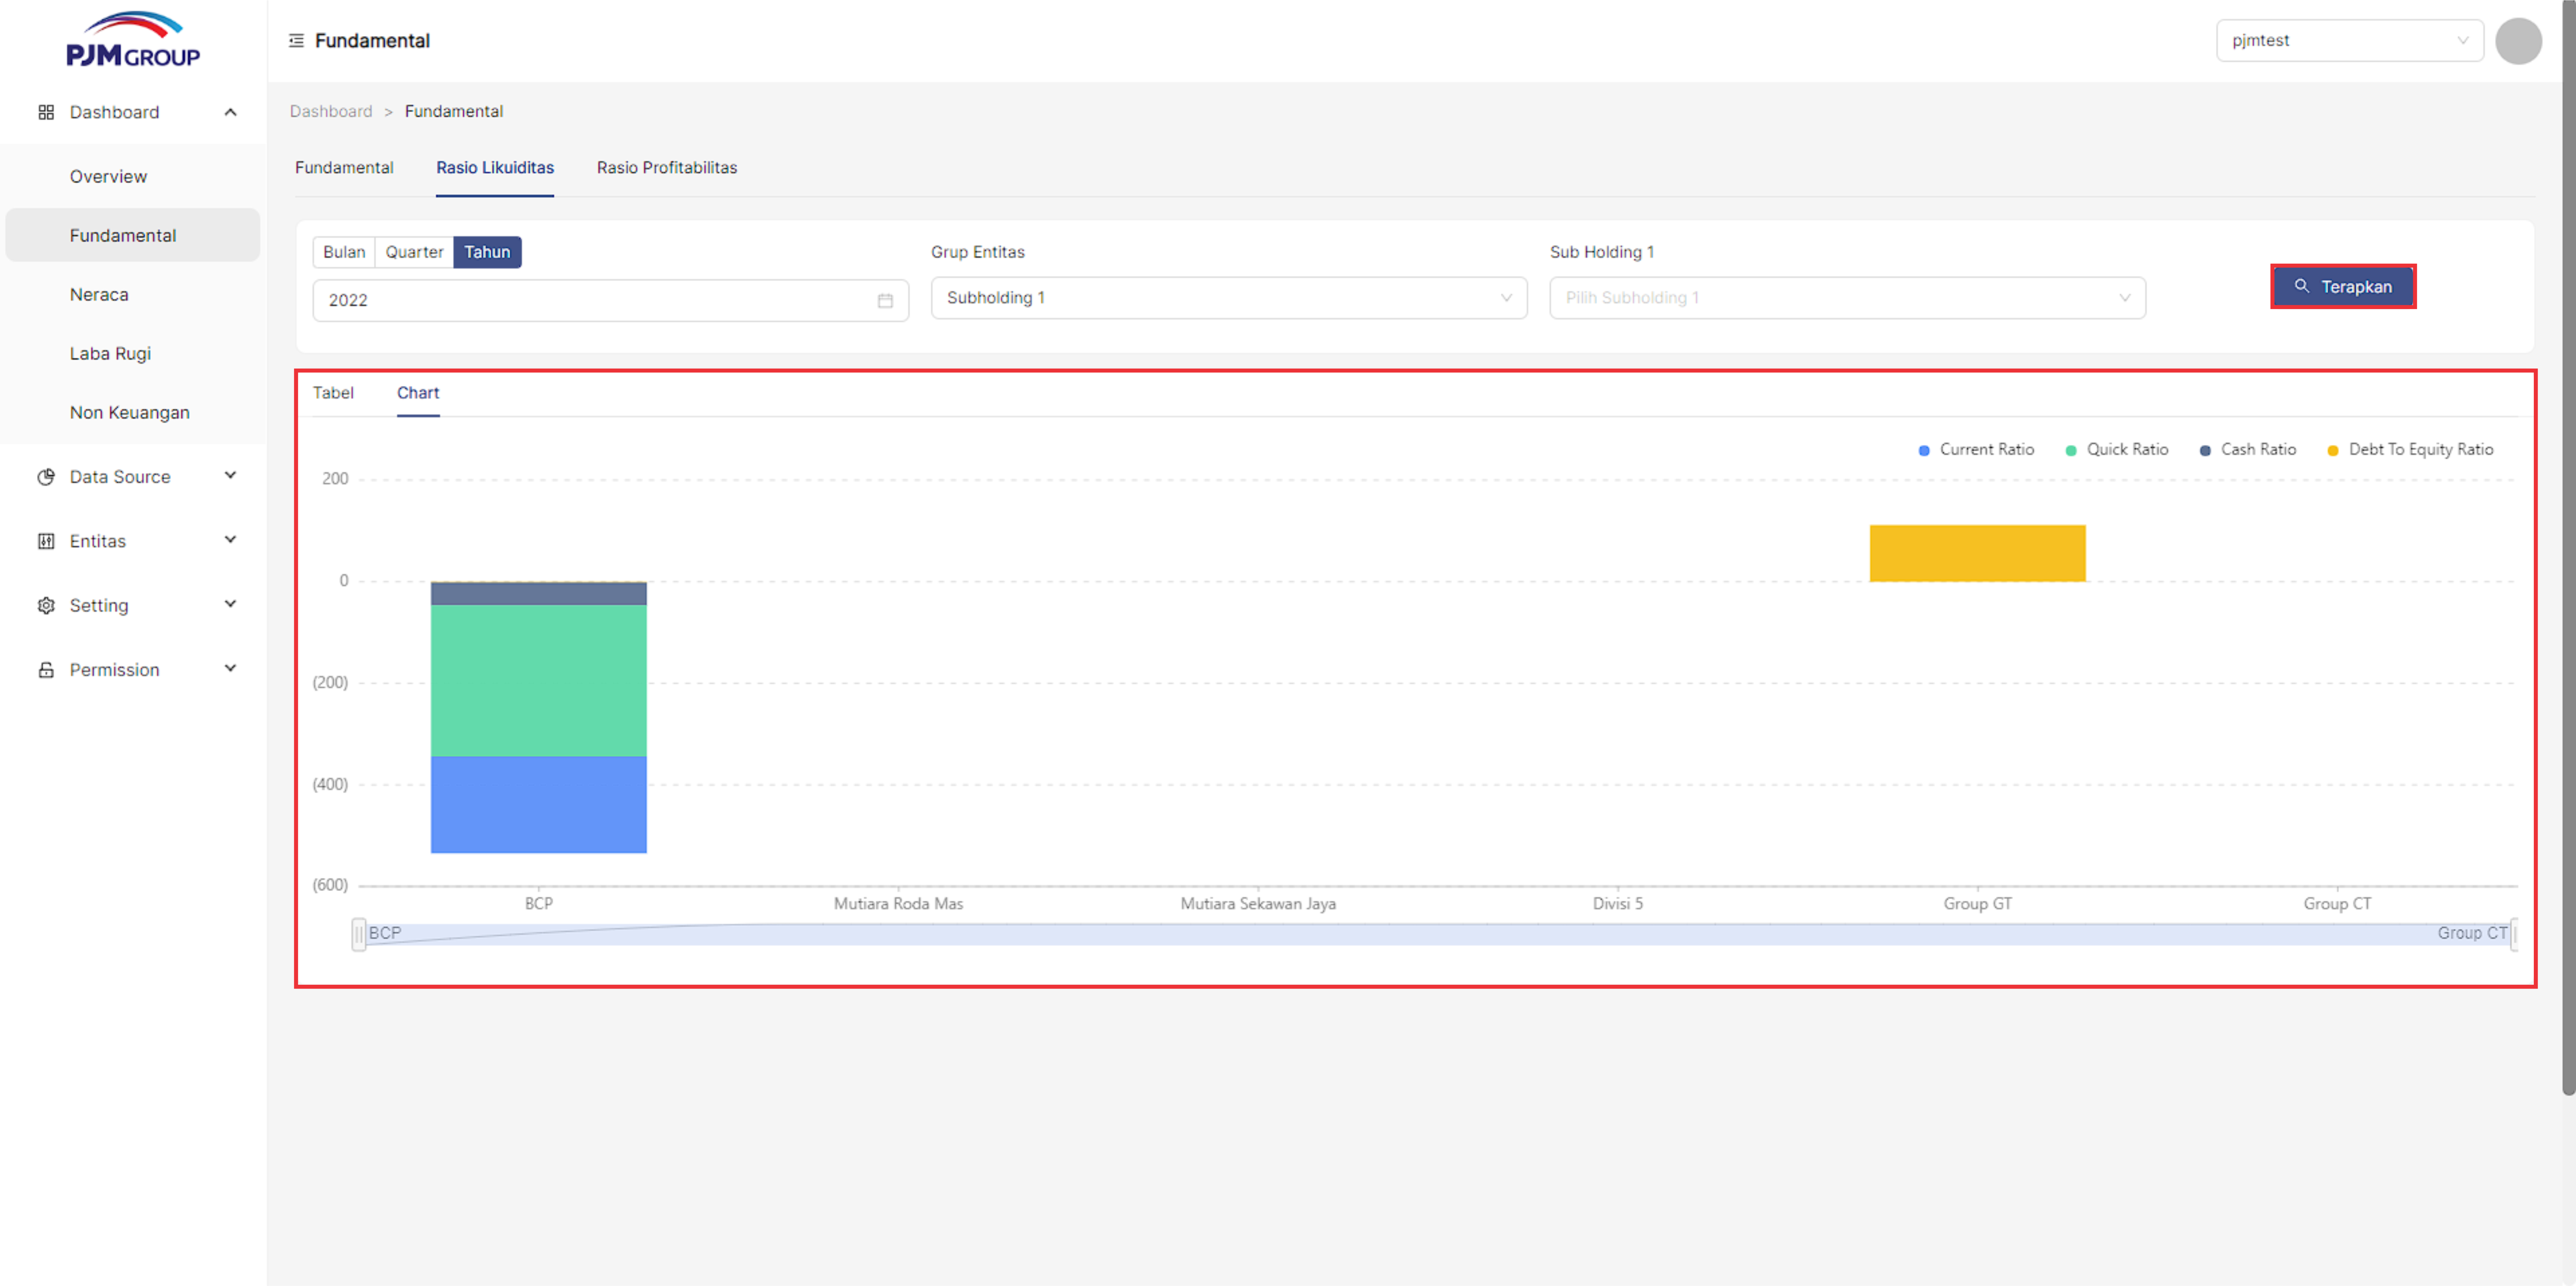 PJM GROUP
Fundamental
pjmtest
Dashboard
Overview
Fundamental
Neraca
Laba Rugi
Non Keuangan
Data Source
Entitas
Setting
Permission
Dashboard > Fundamental
Fundamental Rasio Likuiditas Rasio Profitabilitas
Bulan Quarter Tahun
2022
Grup Entitas
Subholding 1
Sub Holding 1
Pilih Subholding 1
Terapkan
Tabel Chart
Current Ratio Quick Ratio Cash Ratio Debt To Equity Ratio
200
0
(200)
(400)
(600)
BCP Mutiara Roda Mas Mutiara Sekawan Jaya Divisi 5 Group GT Group CT
BCP Group CT